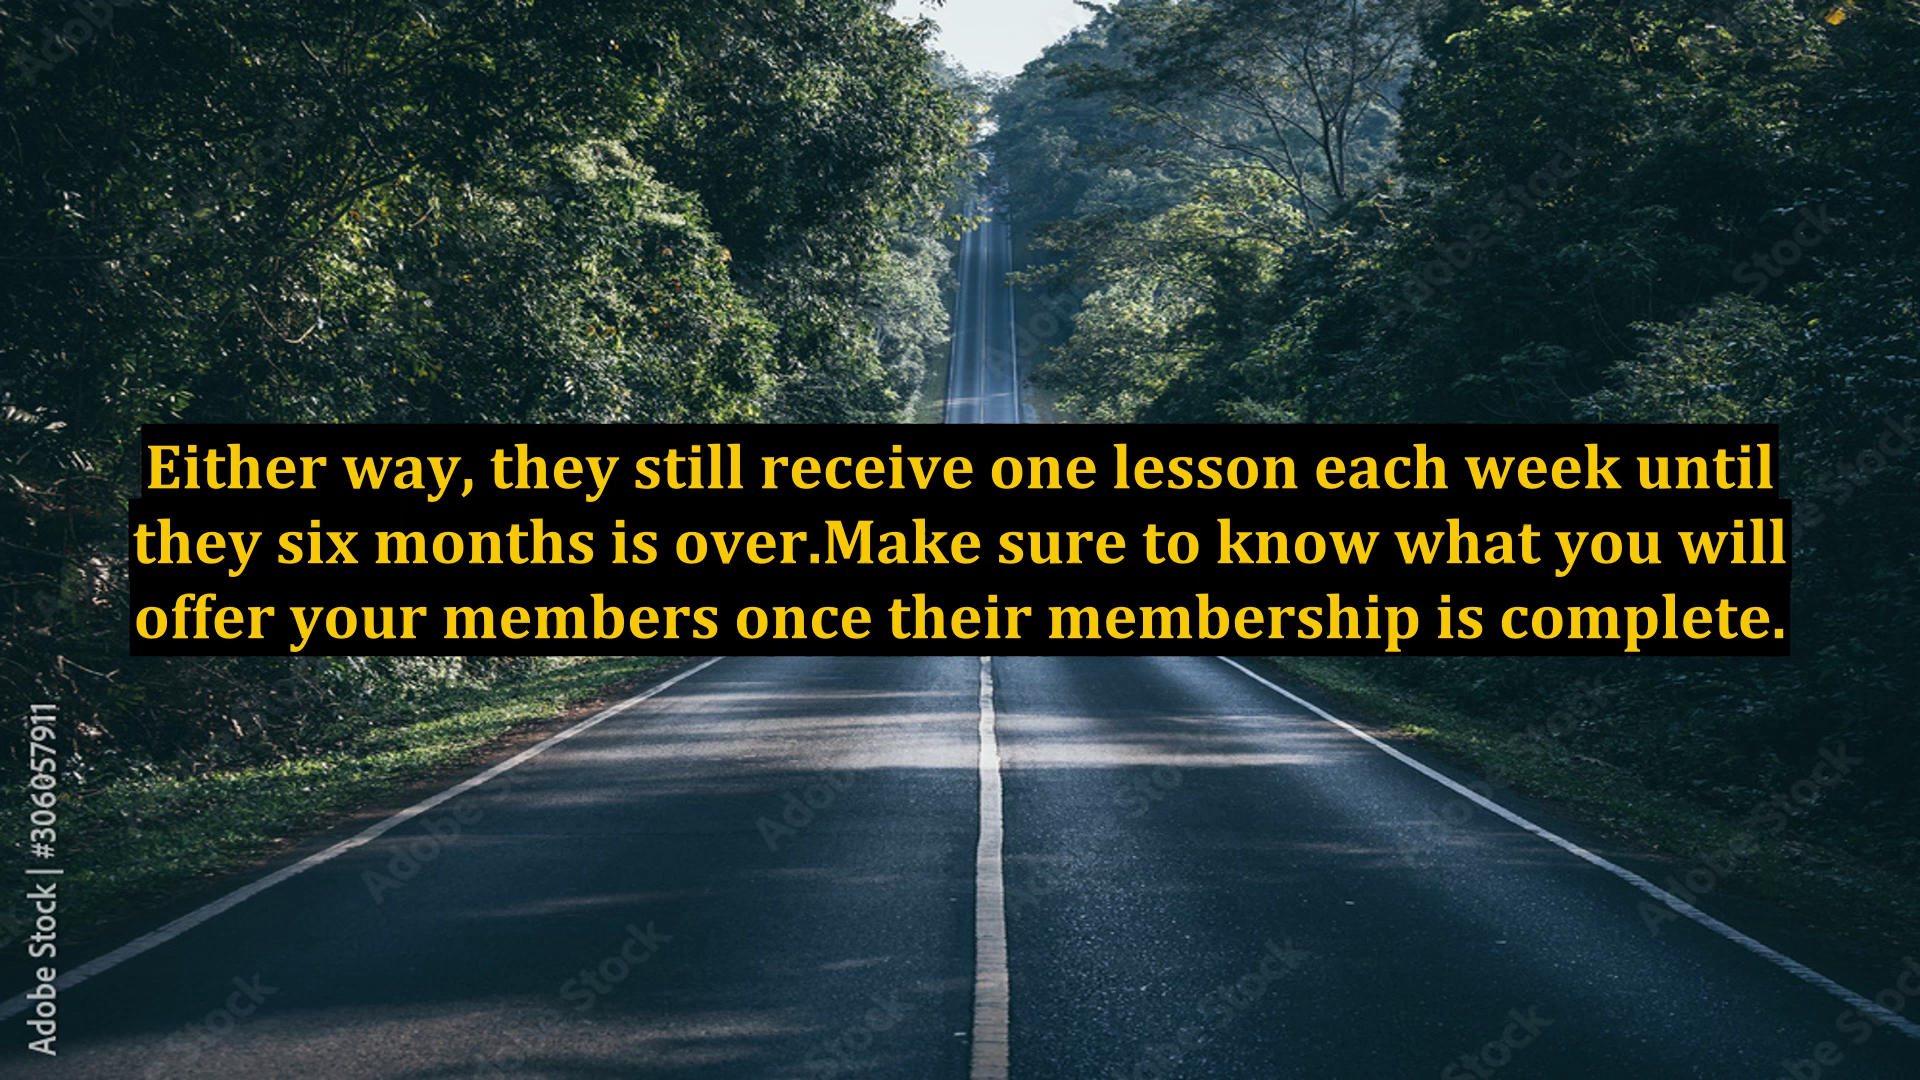 Either way, they still receive one lesson each week until
they six months is over.Make sure to know what you will
offer your members once their membership is complete.
Adobe Stock | #306057911